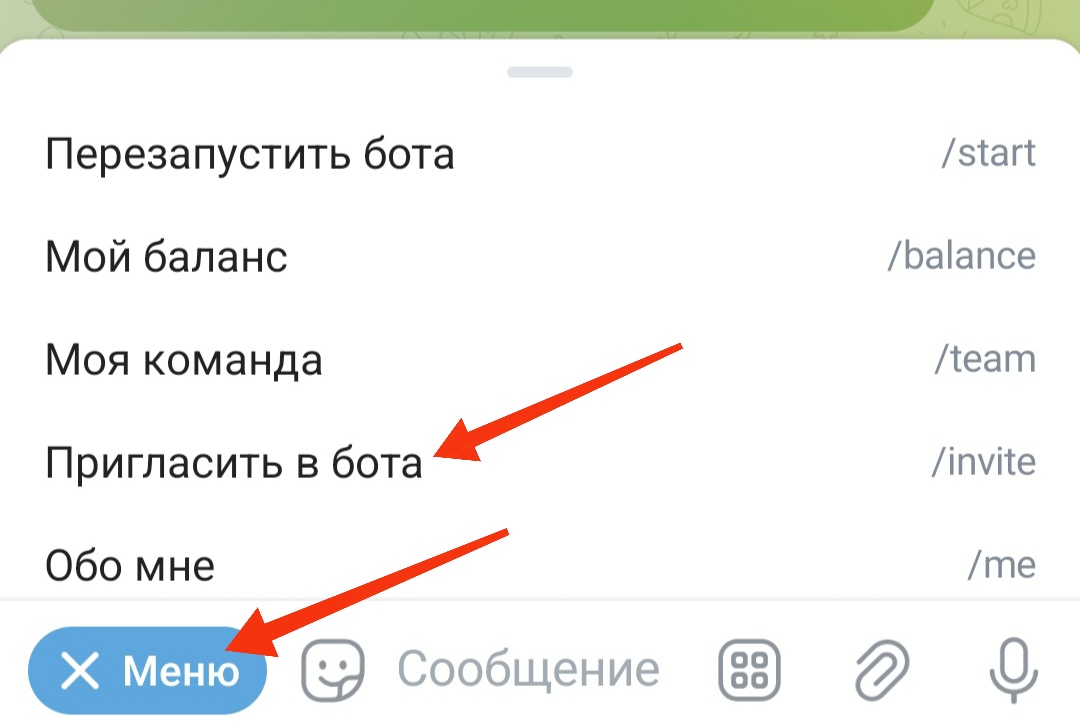 Перезапустить бота /start
Мой баланс /balance
Моя команда /team
Пригласить в бота /invite
Обо мне /me
Меню Сообщение